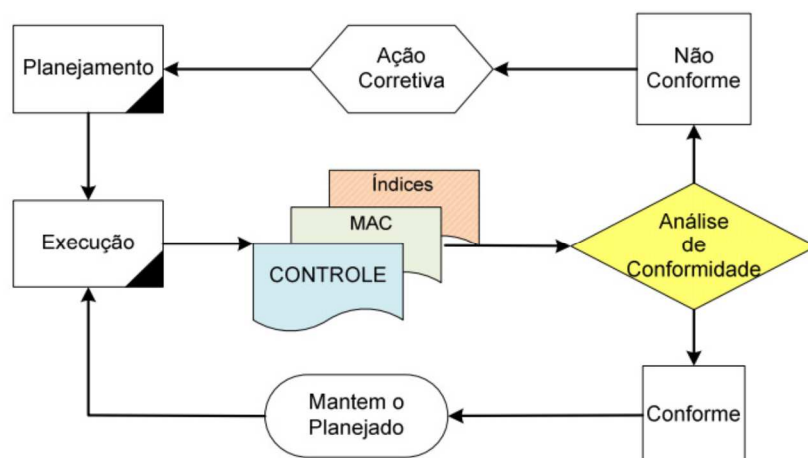 Planejamento
Ação
Corretiva
Não
Conforme
Execução
Índices
MAC
CONTROLE
Análise
de
Conformidade
Mantem o
Planejado
Conforme